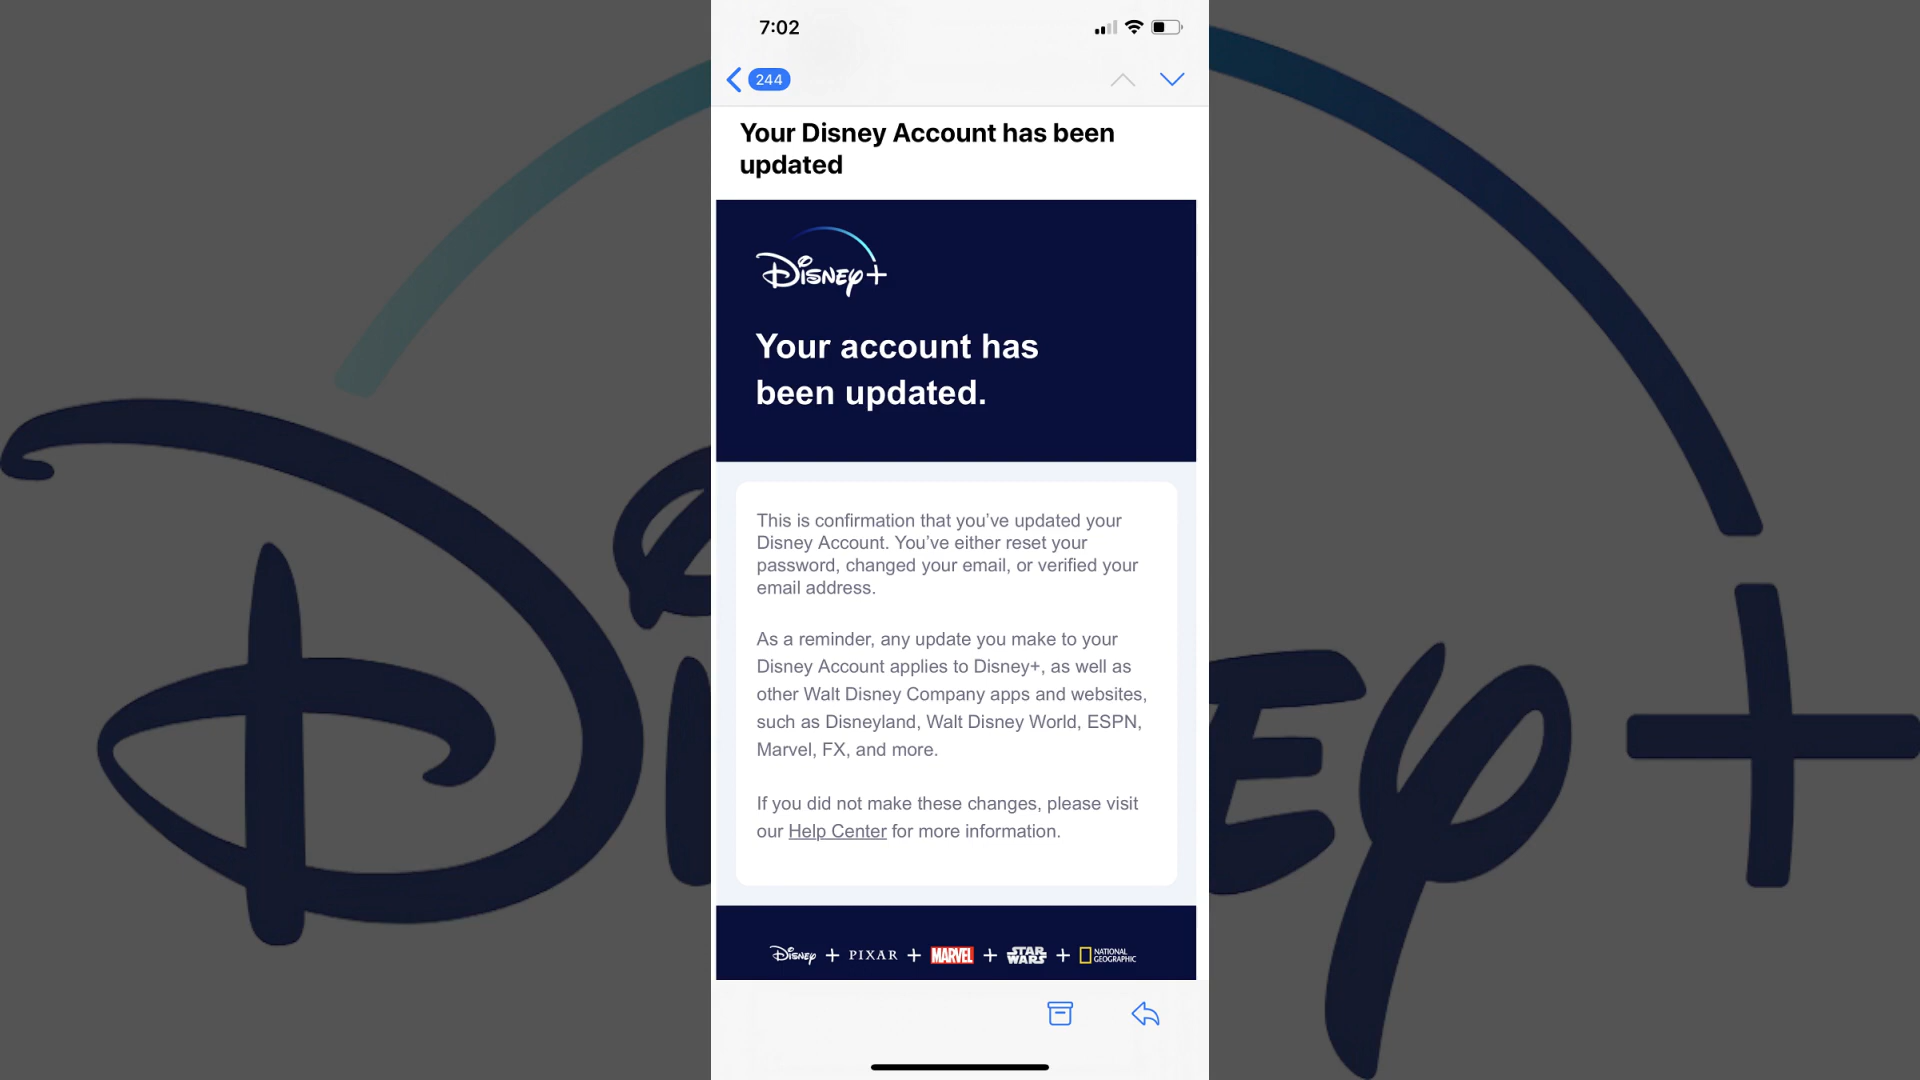 7:02
244
Your Disney Account has been
updated
Disney+
Your account has
been updated.
This is confirmation that you’ve updated your
Disney Account. You’ve either reset your
password, changed your email, or verified your
email address.
As a reminder, any update you make to your
Disney Account applies to Disney+, as well as
other Walt Disney Company apps and websites,
such as Disneyland, Walt Disney World, ESPN,
Marvel, FX, and more.
If you did not make these changes, please visit
our Help Center for more information.
Disney + PIXAR + MARVEL + STAR WARS + NATIONAL GEOGRAPHIC